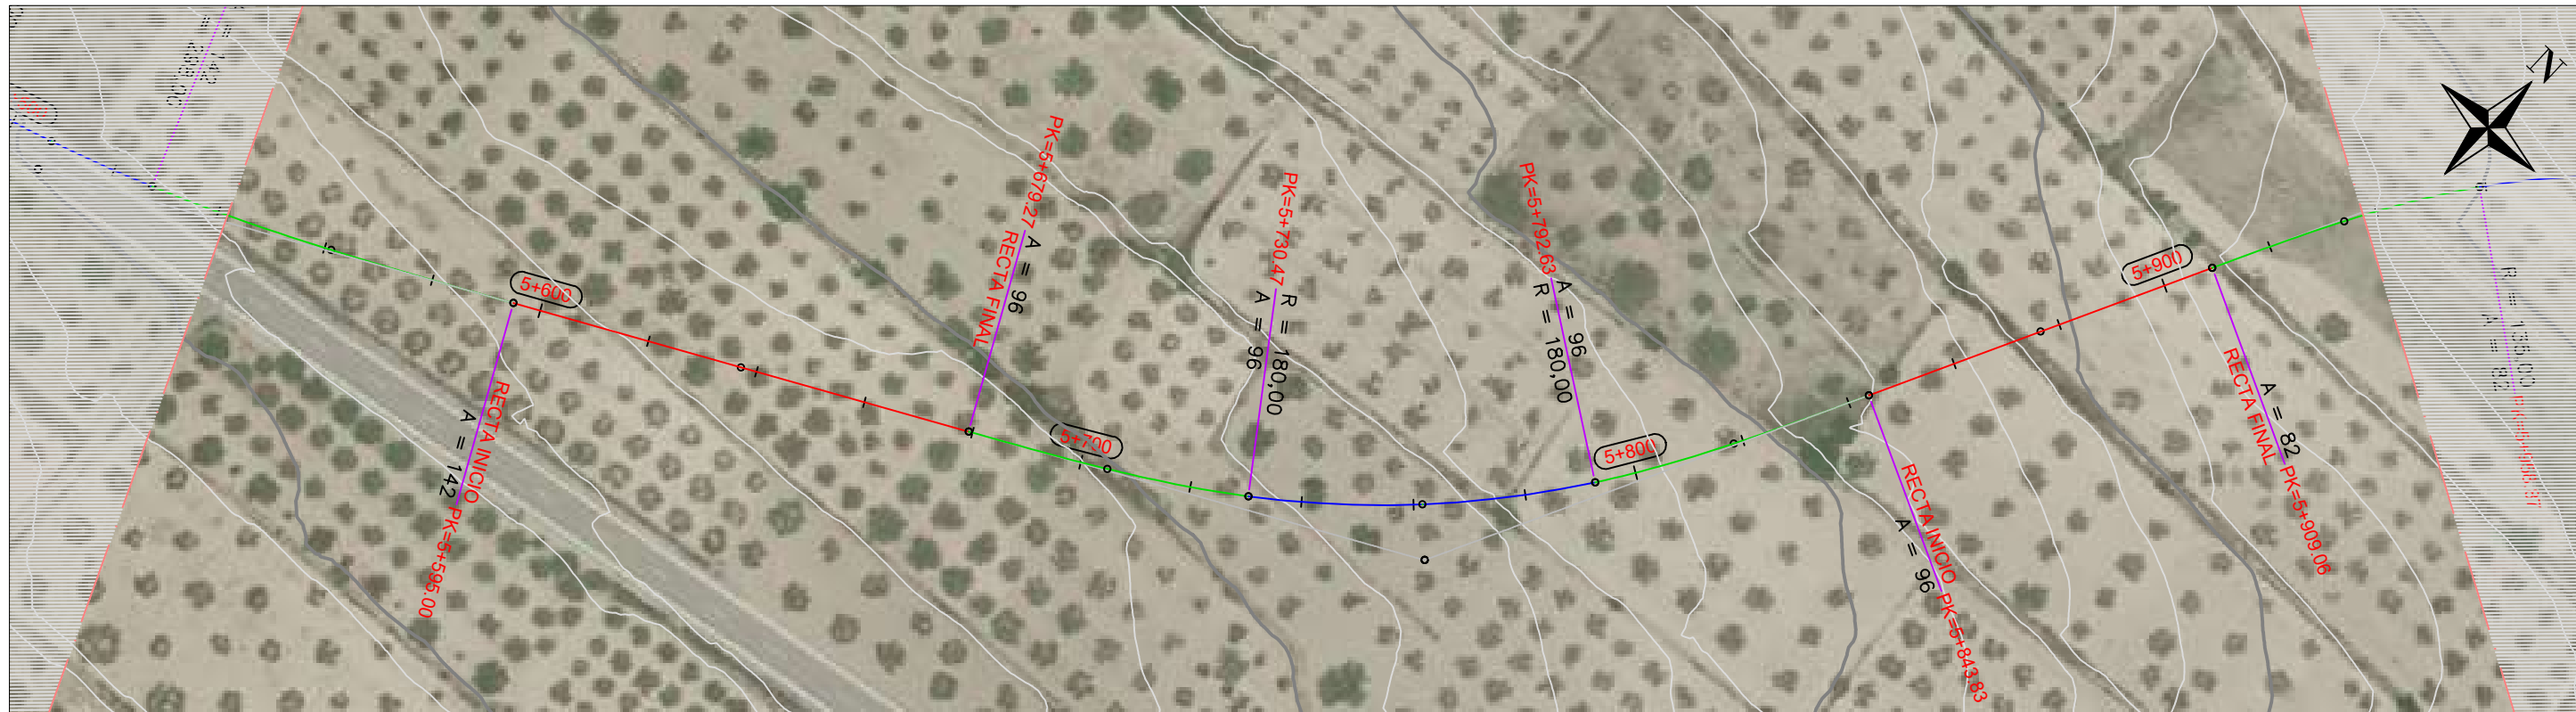 N
5+600
RECTA INICIO PK=5+595.00
A = 142
PK=5+679.27
RECTA FINAL
A = 96
5+700
PK=5+730.47 R = 180,00
A = 96
PK=5+792.63 A = 96
R = 180,00
5+800
RECTA INICIO PK=5+843.83
A = 96
5+900
A = 82 PK=5+909.06
RECTA FINAL
A = 82